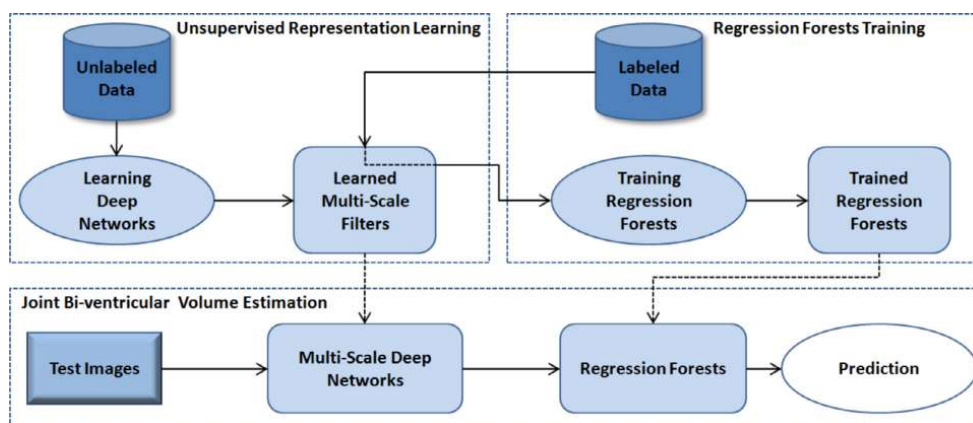 Unsupervised Representation Learning
Unlabeled
Data
Learning
Deep
Networks
Learned
Multi-Scale
Filters
Regression Forests Training
Labeled
Data
Training
Regression
Forests
Trained
Regression
Forests
Joint Bi-ventricular Volume Estimation
Test Images
Multi-Scale Deep
Networks
Regression Forests
Prediction